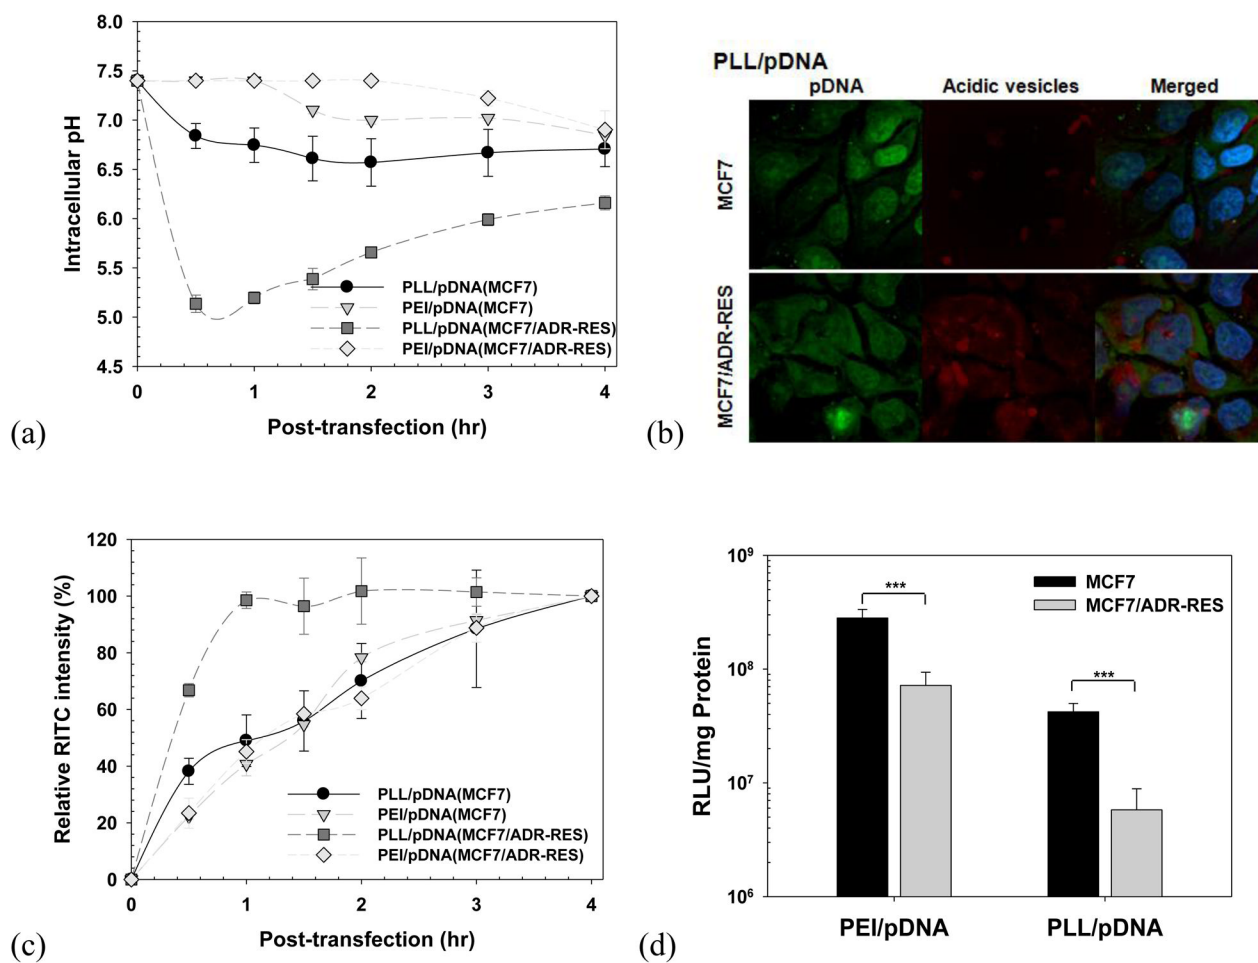 8.0
7.5
7.0
6.5
6.0
5.5
5.0
4.5
Intracellular pH
PLL/pDNA(MCF7)
PEI/pDNA(MCF7)
PLL/pDNA(MCF7/ADR-RES)
PEI/pDNA(MCF7/ADR-RES)
0 1 2 3 4
Post-transfection (hr)
(a)
PLL/pDNA
pDNA Acidic vesicles Merged
MCF7
MCF7/ADR-RES
(b)
120
100
80
60
40
20
0
Relative RITC intensity (%)
PLL/pDNA(MCF7)
PEI/pDNA(MCF7)
PLL/pDNA(MCF7/ADR-RES)
PEI/pDNA(MCF7/ADR-RES)
0 1 2 3 4
Post-transfection (hr)
(c)
10⁹
10⁸
10⁷
10⁶
RLU/mg Protein
MCF7
MCF7/ADR-RES
***
***
PEI/pDNA PLL/pDNA
(d)